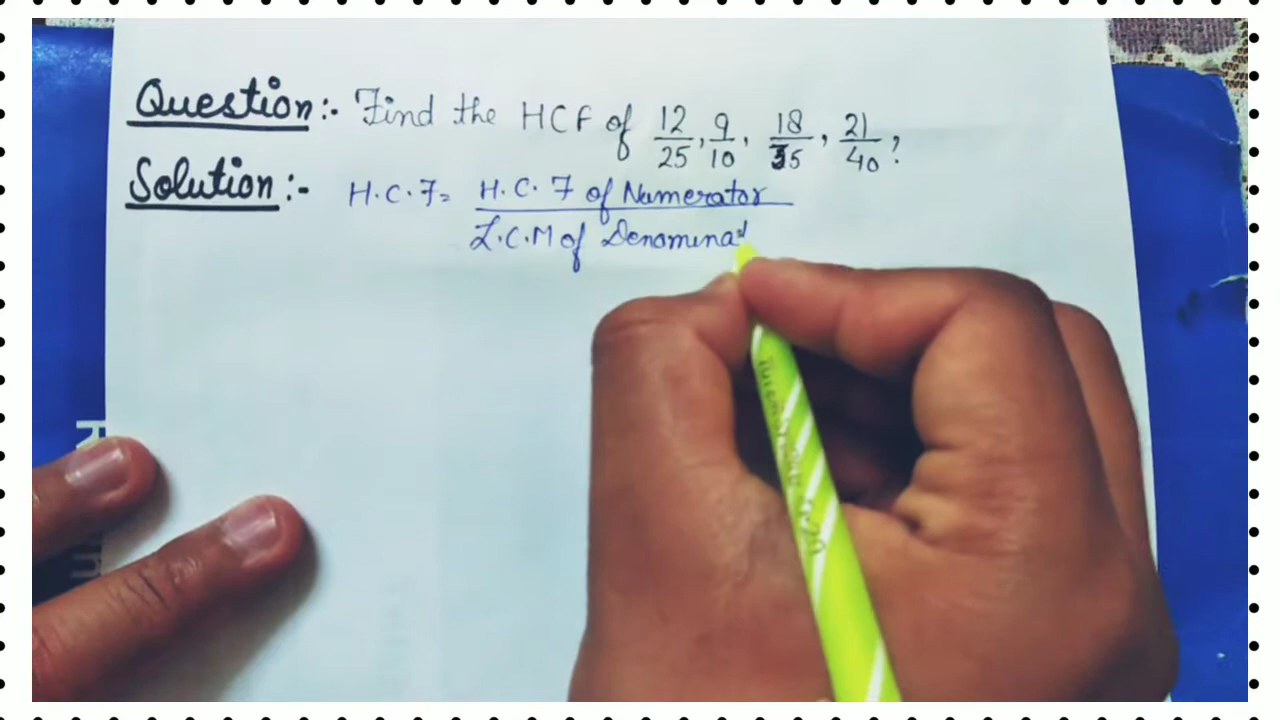 Question:- Find the HCF of 12/25, 9/10, 18/35, 21/40?
Solution:- H.C.F= H.C.F of Numerator
L.C.M of Denominat